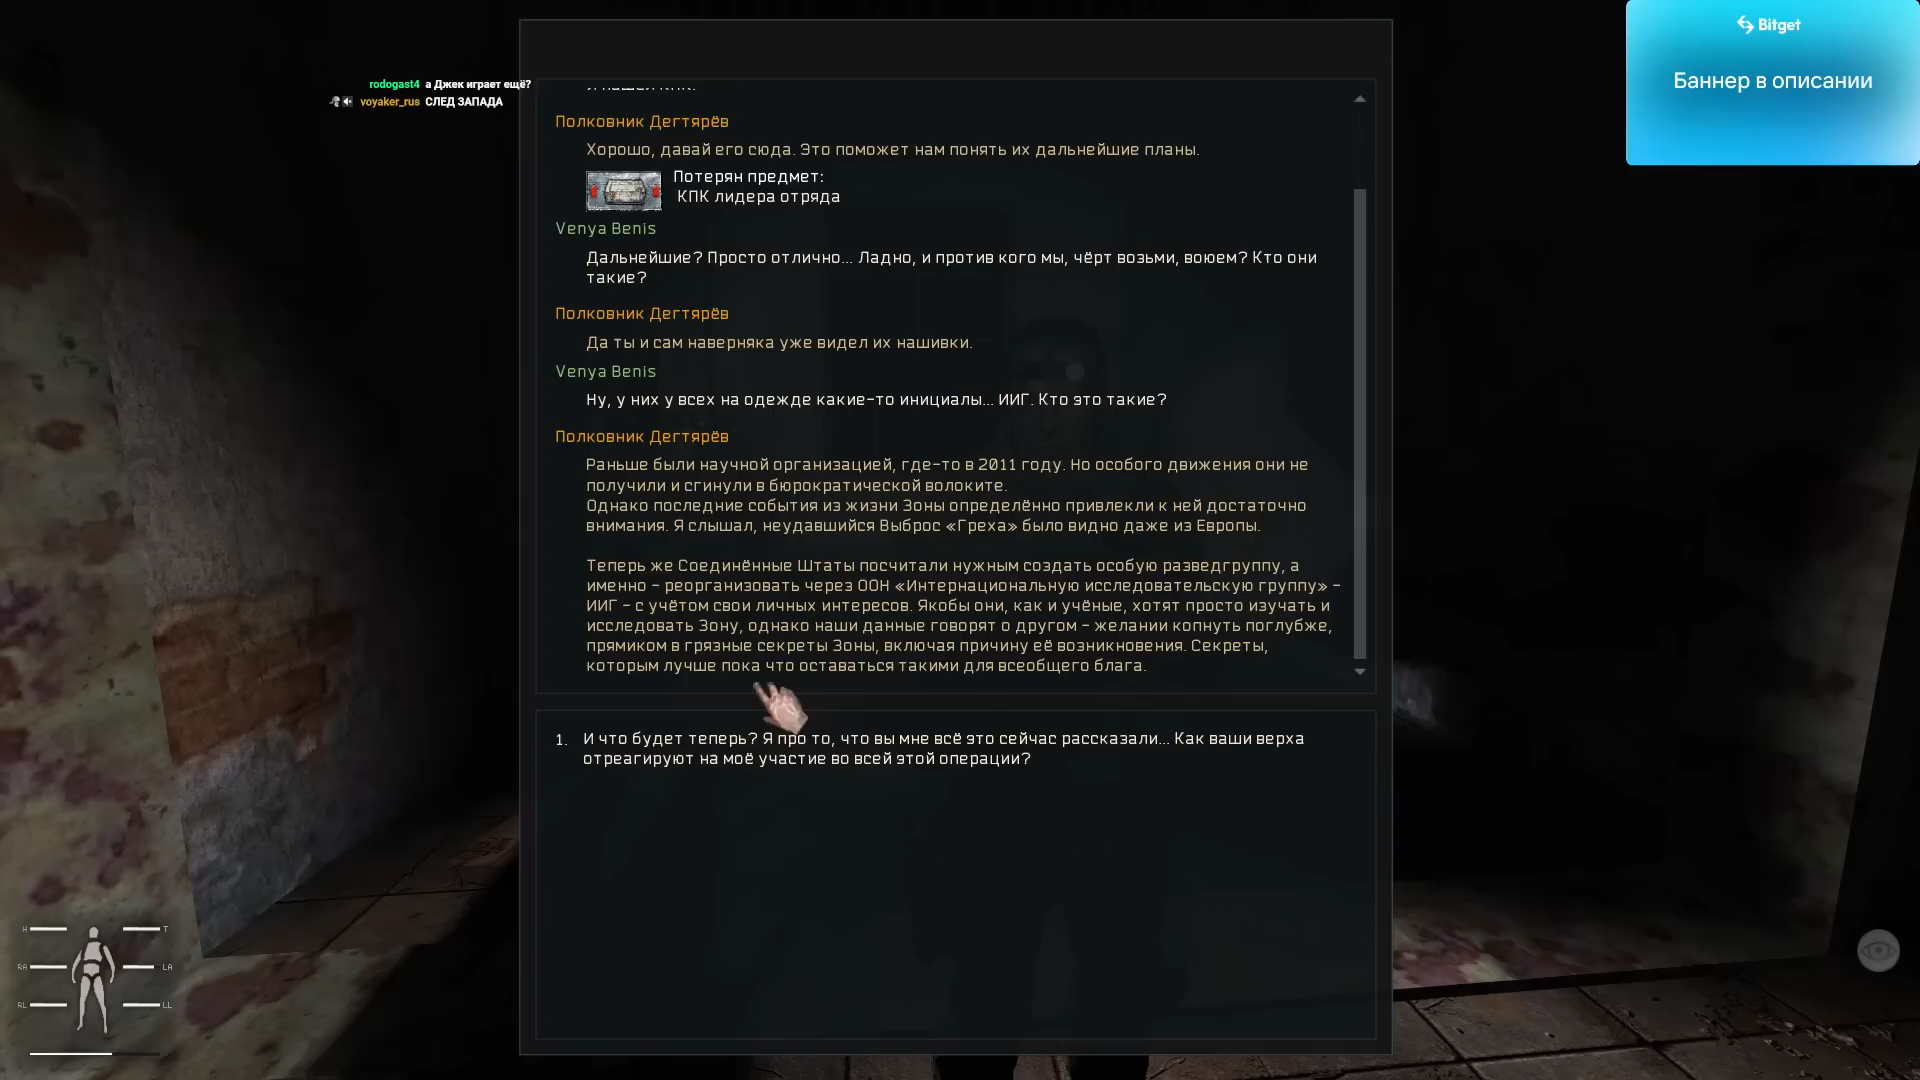 Bitget
Баннер в описании
rodogast4 а Джек играет ещё?
voyaker_rus СЛЕД ЗАПАДА
Полковник Дегтярёв
Хорошо, давай его сюда. Это поможет нам понять их дальнейшие планы.
Потерян предмет:
КПК лидера отряда
Venya Benis
Дальнейшие? Просто отлично... Ладно, и против кого мы, чёрт возьми, воюем? Кто они
такие?
Полковник Дегтярёв
Да ты и сам наверняка уже видел их нашивки.
Venya Benis
Ну, у них у всех на одежде какие-то инициалы... ИИГ. Кто это такие?
Полковник Дегтярёв
Раньше были научной организацией, где-то в 2011 году. Но особого движения они не
получили и сгинули в бюрократической волоките.
Однако последние события из жизни Зоны определённо привлекли к ней достаточно
внимания. Я слышал, неудавшийся Выброс «Греха» было видно даже из Европы.
Теперь же Соединённые Штаты посчитали нужным создать особую разведгруппу, а
именно - реорганизовать через ООН «Интернациональную исследовательскую группу» -
ИИГ - с учётом свои личных интересов. Якобы они, как и учёные, хотят просто изучать и
исследовать Зону, однако наши данные говорят о другом - желании копнуть поглубже,
прямиком в грязные секреты Зоны, включая причину её возникновения. Секреты,
которым лучше пока что оставаться такими для всеобщего блага.
1. И что будет теперь? Я про то, что вы мне всё это сейчас рассказали... Как ваши верха
отреагируют на моё участие во всей этой операции?
H T
RA LA
RL LL